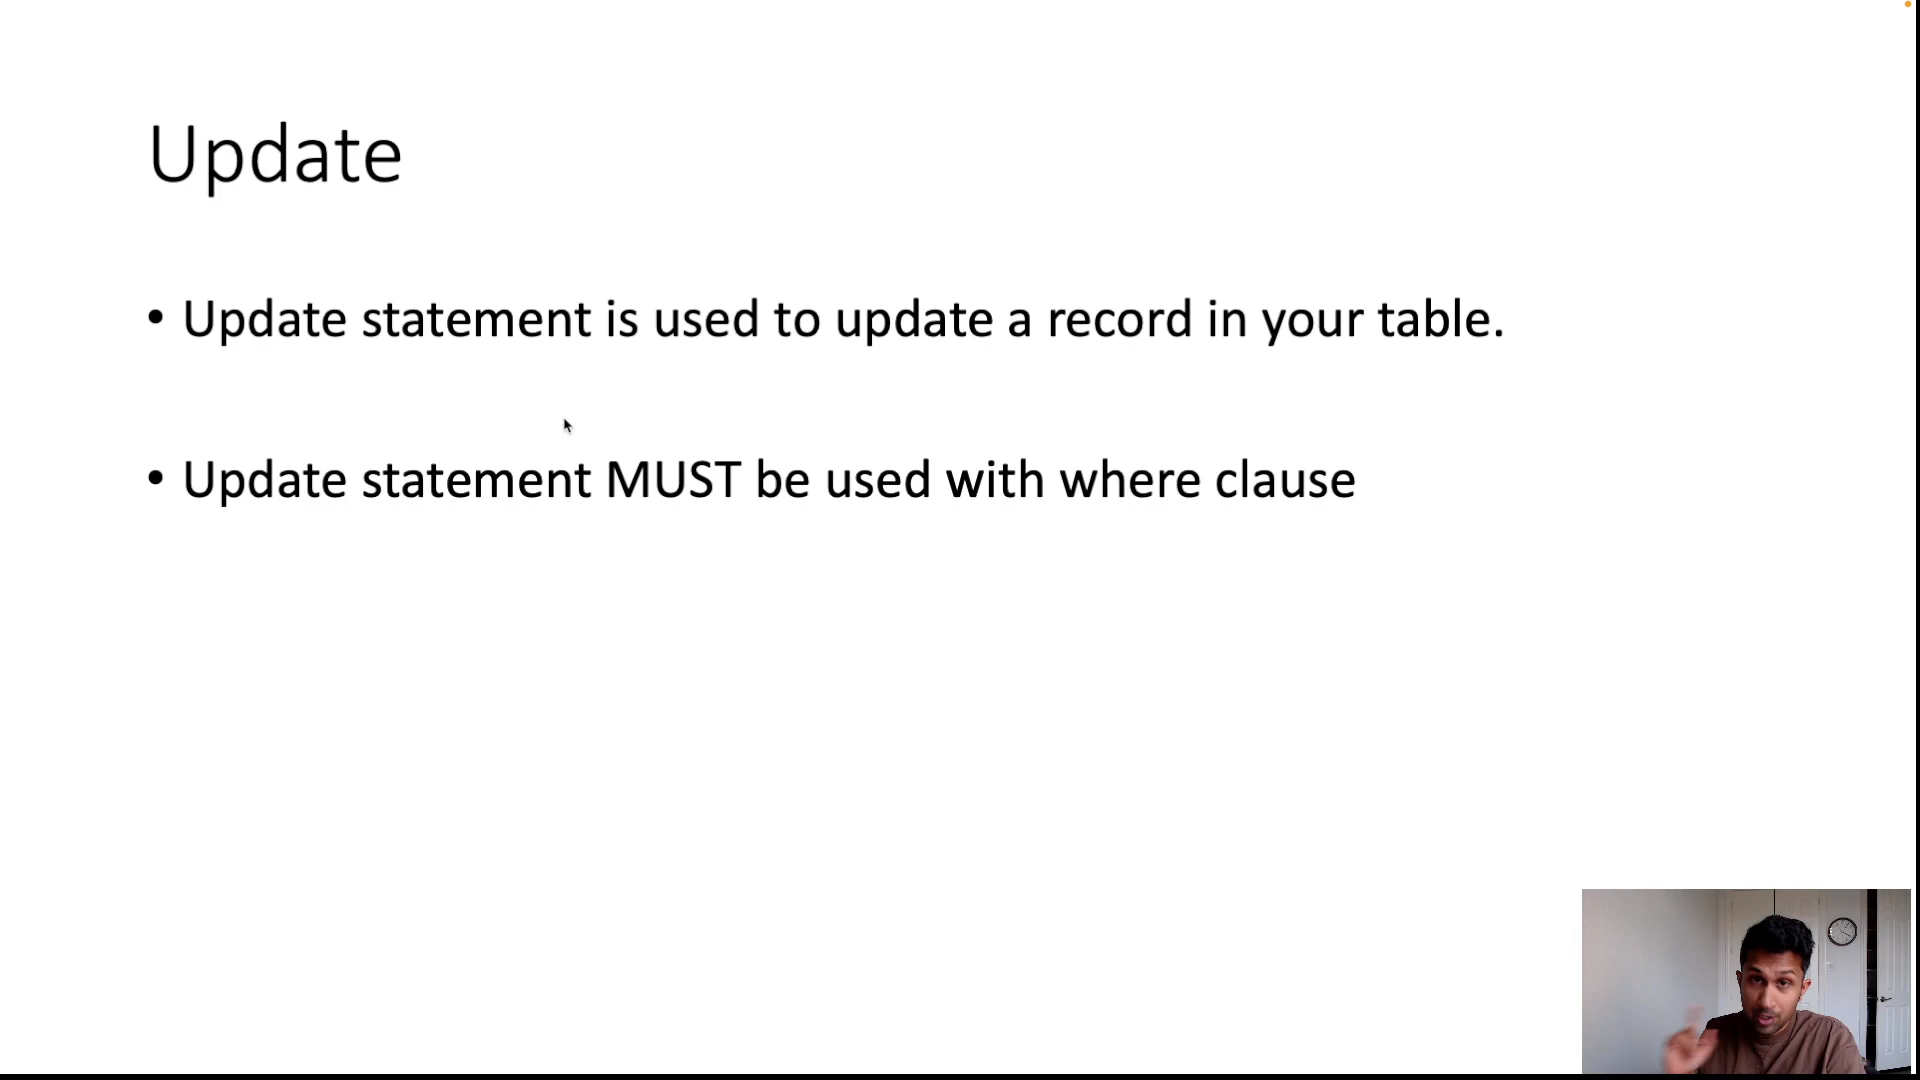 Update
• Update statement is used to update a record in your table.
• Update statement MUST be used with where clause